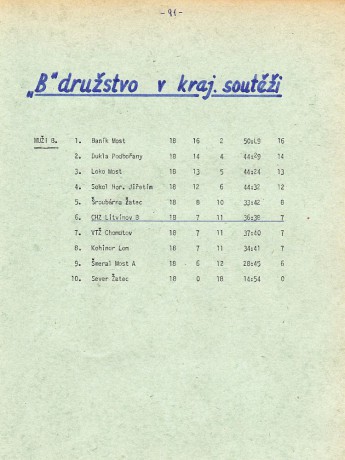 - 91 -
„B" družstvo v kraj. soutěži
MUŽI B. 1. Baník Most 18 16 2 50:19 16
2. Dukla Podbořany 18 14 4 44:29 14
3. Loko Most 18 13 5 44:24 13
4. Sokol Hor. Jiřetín 18 12 6 44:32 12
5. Šroubárna Žatec 18 8 10 33:42 8
6. CHZ Litvínov B 18 7 11 36:38 7
7. VTŽ Chomutov 18 7 11 37:40 7
8. Kohinor Lom 18 7 11 34:41 7
9. Šmeral Most A 18 6 12 28:45 6
10. Sever Žatec 18 0 18 14:54 0